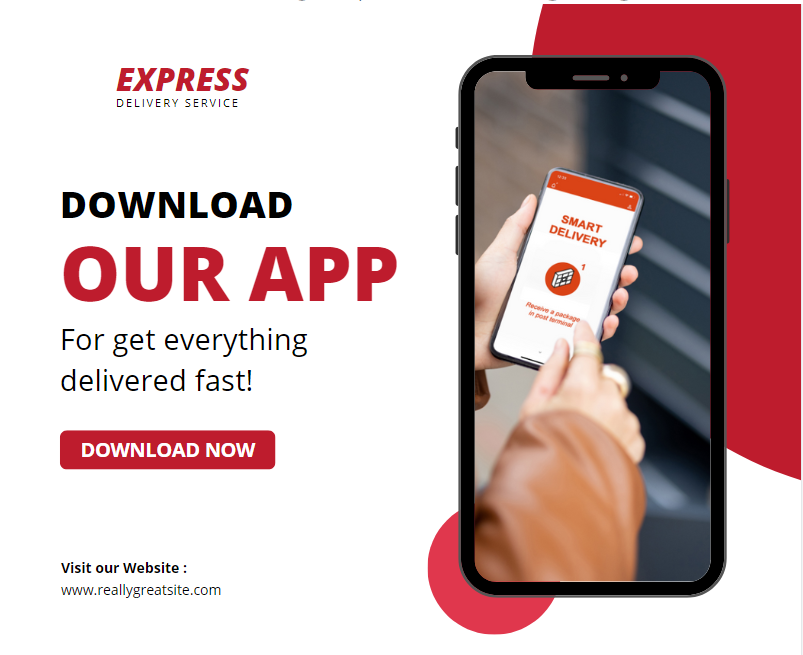 EXPRESS
DELIVERY SERVICE
DOWNLOAD
OUR APP
For get everything
delivered fast!
DOWNLOAD NOW
Visit our Website :
www.reallygreatsite.com
SMART
DELIVERY
1
Receive a package
in post terminal